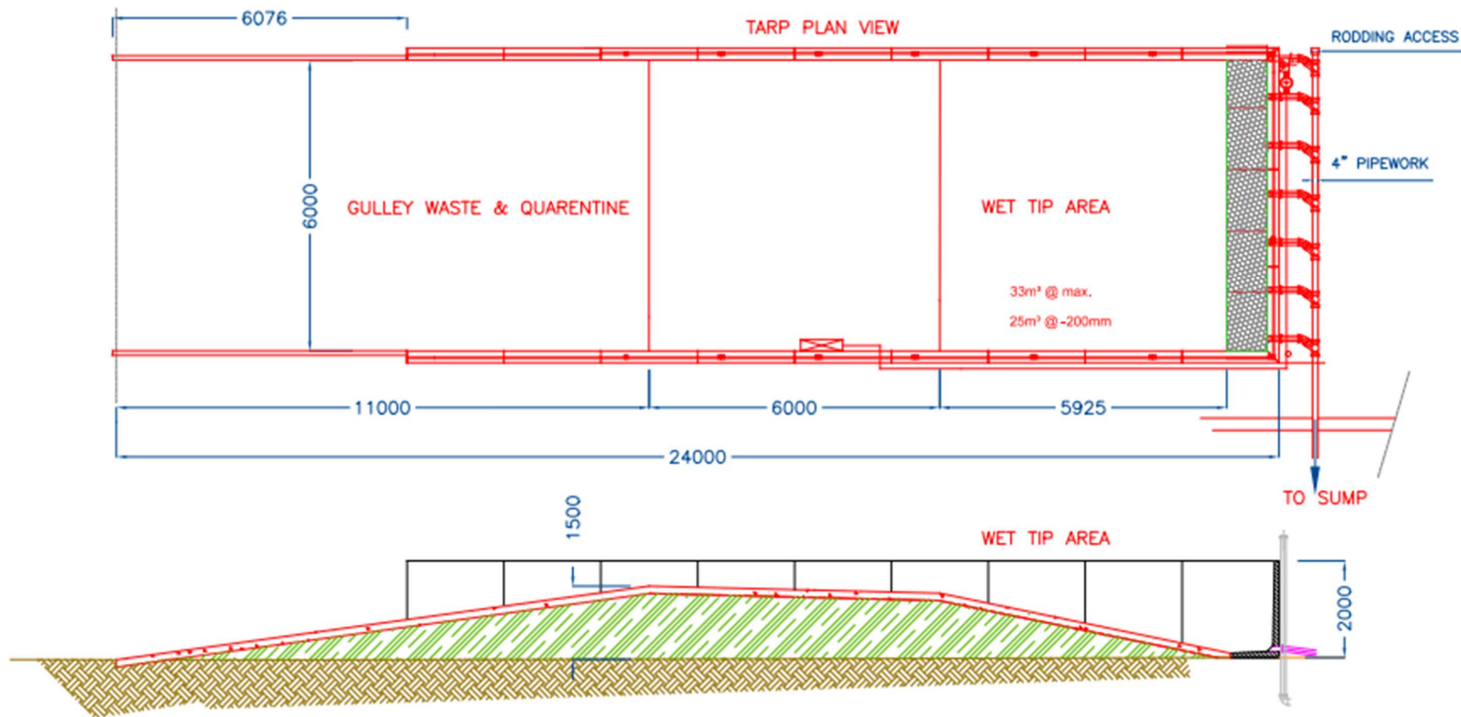 6076
TARP PLAN VIEW
RODDING ACCESS
4" PIPEWORK
6000
GULLEY WASTE & QUARENTINE
WET TIP AREA
33m³ @ max.
25m³ @ -200mm
11000
6000
5925
24000
TO SUMP
1500
WET TIP AREA
2000